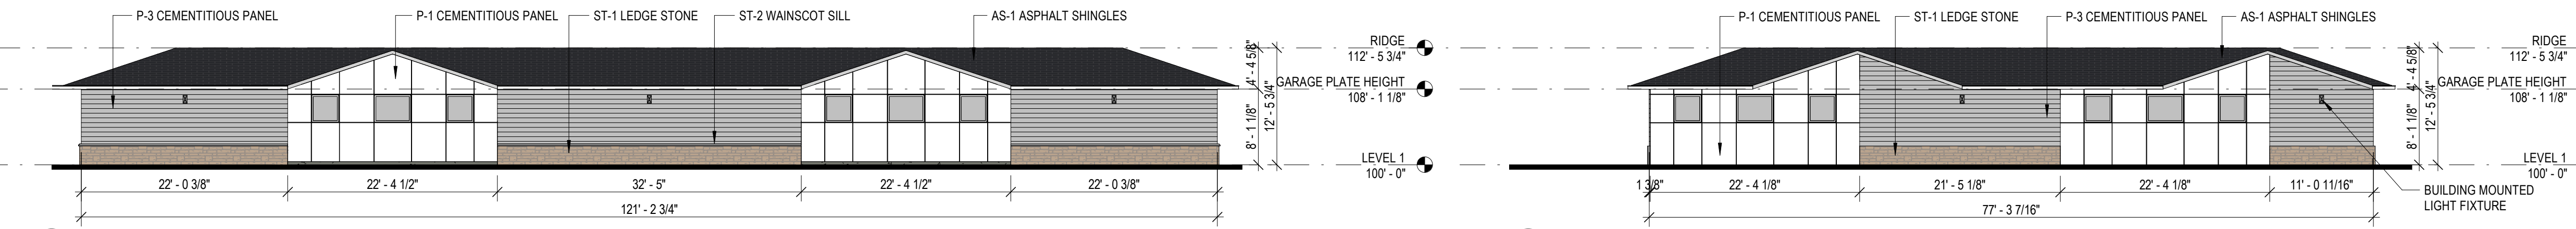 P-3 CEMENTITIOUS PANEL
P-1 CEMENTITIOUS PANEL
ST-1 LEDGE STONE
ST-2 WAINSCOT SILL
AS-1 ASPHALT SHINGLES
RIDGE
112' - 5 3/4"
GARAGE PLATE HEIGHT
108' - 1 1/8"
LEVEL 1
100' - 0"
4' - 4 5/8"
8' - 1 1/8"
12' - 5 3/4"
22' - 0 3/8"
22' - 4 1/2"
32' - 5"
22' - 4 1/2"
22' - 0 3/8"
121' - 2 3/4"
P-1 CEMENTITIOUS PANEL
ST-1 LEDGE STONE
P-3 CEMENTITIOUS PANEL
AS-1 ASPHALT SHINGLES
RIDGE
112' - 5 3/4"
GARAGE PLATE HEIGHT
108' - 1 1/8"
LEVEL 1
100' - 0"
4' - 4 5/8"
8' - 1 1/8"
12' - 5 3/4"
1 3/8"
22' - 4 1/8"
21' - 5 1/8"
22' - 4 1/8"
11' - 0 11/16"
77' - 3 7/16"
BUILDING MOUNTED
LIGHT FIXTURE